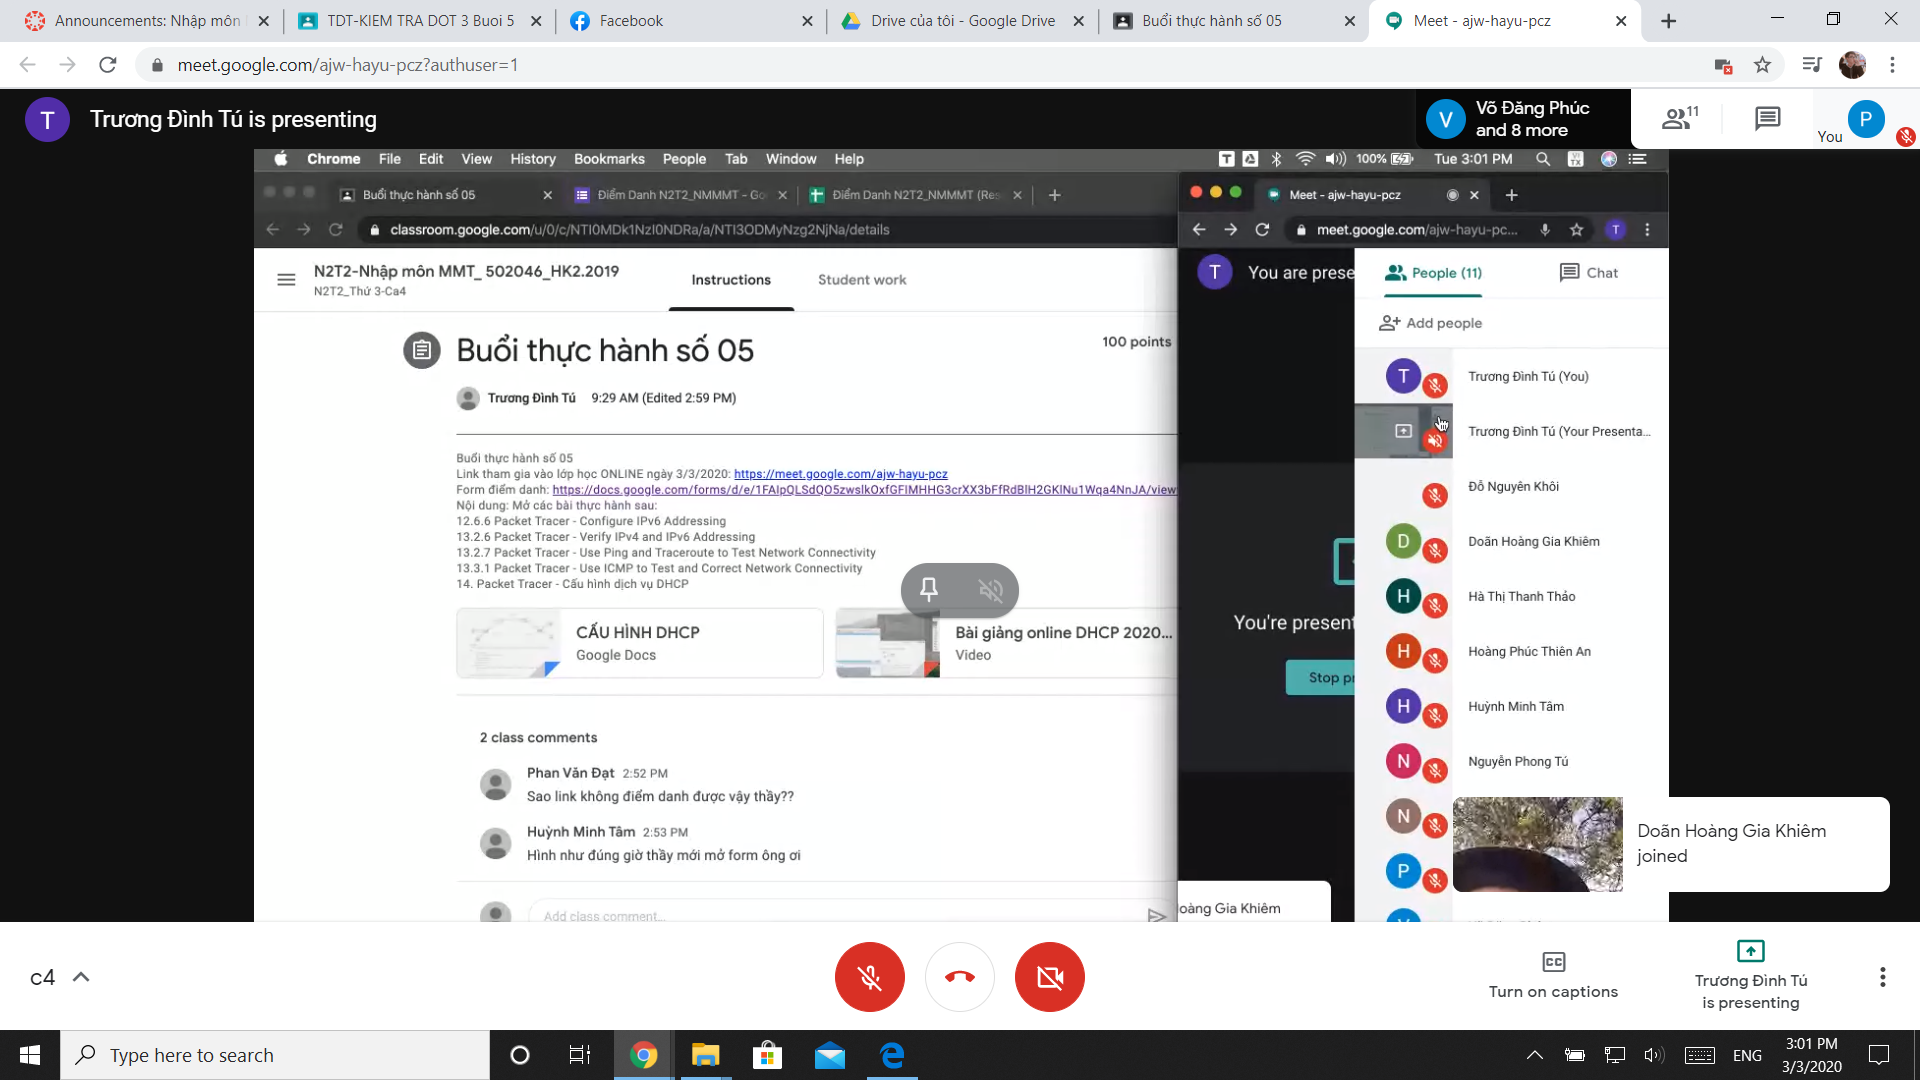 Announcements: Nhập môn
TDT-KIEM TRA DOT 3 Buoi 5
Facebook
Drive của tôi - Google Drive
Buổi thực hành số 05
Meet - ajw-hayu-pcz
meet.google.com/ajw-hayu-pcz?authuser=1
T
Trương Đình Tú is presenting
V
Võ Đăng Phúc
and 8 more
11
You
P
Chrome File Edit View History Bookmarks People Tab Window Help
100%
Tue 3:01 PM
Buổi thực hành số 05
Điểm Danh N2T2_NMMMT - Go
Điểm Danh N2T2_NMMMT (Res
Meet - ajw-hayu-pcz
classroom.google.com/u/0/c/NTI0MDk1NzI0NDRa/a/NTI3ODMyNzg2NjNa/details
meet.google.com/ajw-hayu-pc...
T
N2T2-Nhập môn MMT_ 502046_HK2.2019
N2T2_Thứ 3-Ca4
Instructions
Student work
T
You are prese
People (11)
Chat
Add people
Buổi thực hành số 05
100 points
Trương Đình Tú 9:29 AM (Edited 2:59 PM)
Buổi thực hành số 05
Link tham gia vào lớp học ONLINE ngày 3/3/2020: https://meet.google.com/ajw-hayu-pcz
Form điểm danh: https://docs.google.com/forms/d/e/1FAIpQLSdQO5zwslkOxfGFIMHHG3crXX3bFfRdBlH2GKlNu1Wqa4NnJA/view
Nội dung: Mở các bài thực hành sau:
12.6.6 Packet Tracer - Configure IPv6 Addressing
13.2.6 Packet Tracer - Verify IPv4 and IPv6 Addressing
13.2.7 Packet Tracer - Use Ping and Traceroute to Test Network Connectivity
13.3.1 Packet Tracer - Use ICMP to Test and Correct Network Connectivity
14. Packet Tracer - Cấu hình dịch vụ DHCP
CẤU HÌNH DHCP
Google Docs
Bài giảng online DHCP 2020...
Video
2 class comments
Phan Văn Đạt 2:52 PM
Sao link không điểm danh được vậy thầy??
Huỳnh Minh Tâm 2:53 PM
Hình như đúng giờ thầy mới mở form ông ơi
Add class comment...
You're present
Stop pr
oàng Gia Khiêm
T
Trương Đình Tú (You)
Trương Đình Tú (Your Presenta...
Đỗ Nguyên Khôi
D
Doãn Hoàng Gia Khiêm
H
Hà Thị Thanh Thảo
H
Hoàng Phúc Thiên An
H
Huỳnh Minh Tâm
N
Nguyễn Phong Tú
N
P
Doãn Hoàng Gia Khiêm
joined
c4
CC
Turn on captions
Trương Đình Tú
is presenting
Type here to search
ENG
3:01 PM
3/3/2020